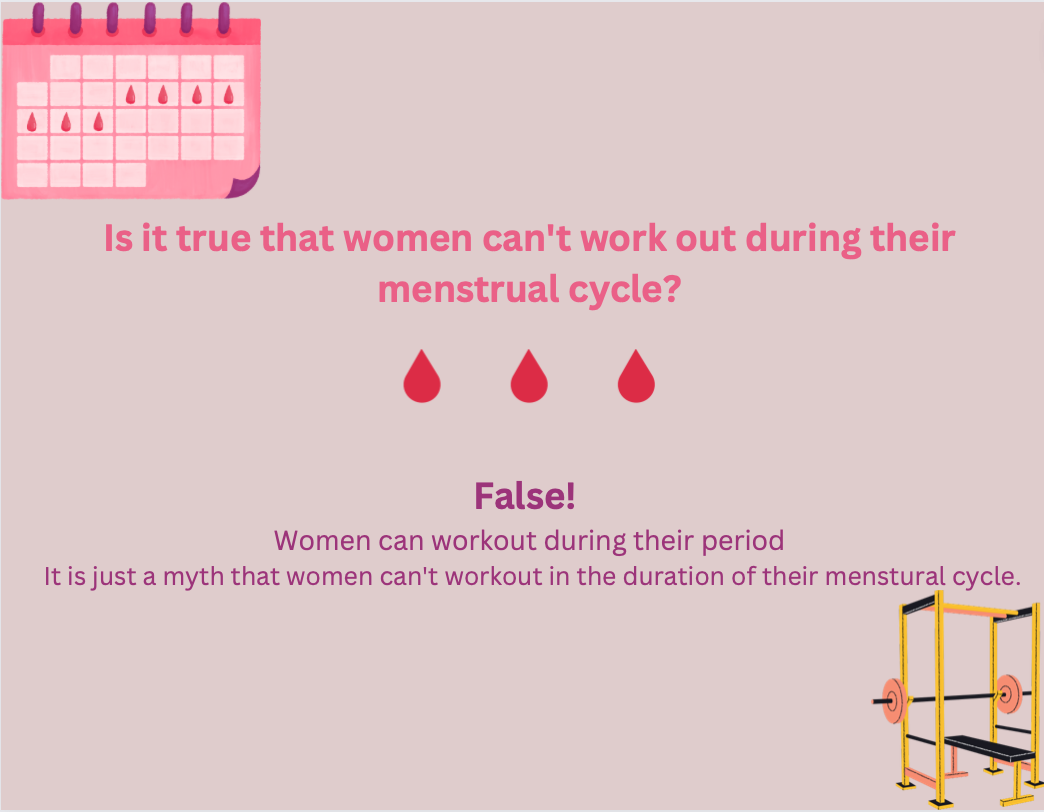 Is it true that women can't work out during their
menstrual cycle?
False!
Women can workout during their period
It is just a myth that women can't workout in the duration of their menstural cycle.